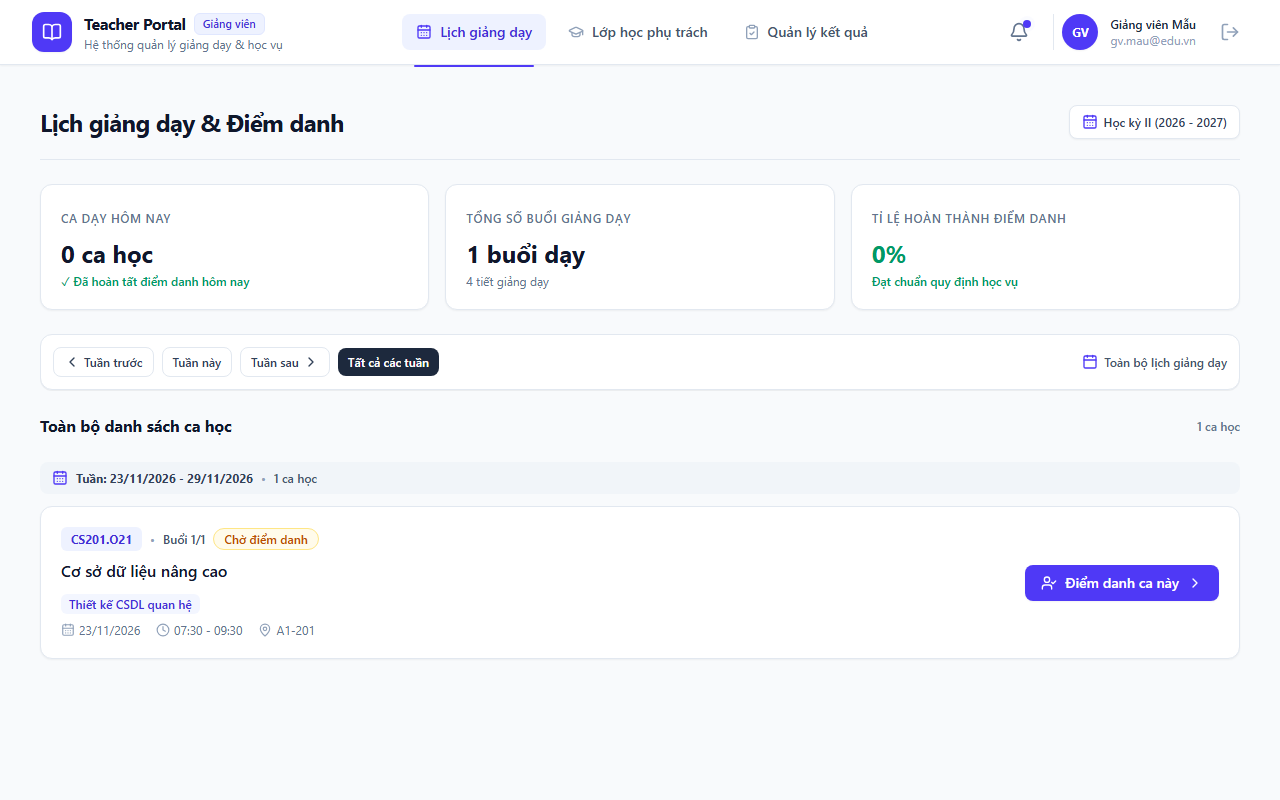 Teacher Portal
Giảng viên
Hệ thống quản lý giảng dạy & học vụ
Lịch giảng dạy
Lớp học phụ trách
Quản lý kết quả
GV
Giảng viên Mẫu
gv.mau@edu.vn
Lịch giảng dạy & Điểm danh
Học kỳ II (2026 - 2027)
CA DẠY HÔM NAY
0 ca học
✓ Đã hoàn tất điểm danh hôm nay
TỔNG SỐ BUỔI GIẢNG DẠY
1 buổi dạy
4 tiết giảng dạy
TỈ LỆ HOÀN THÀNH ĐIỂM DANH
0%
Đạt chuẩn quy định học vụ
Tuần trước
Tuần này
Tuần sau
Tất cả các tuần
Toàn bộ lịch giảng dạy
Toàn bộ danh sách ca học
1 ca học
Tuần: 23/11/2026 - 29/11/2026 • 1 ca học
CS201.O21 • Buổi 1/1 Chờ điểm danh
Cơ sở dữ liệu nâng cao
Thiết kế CSDL quan hệ
23/11/2026 07:30 - 09:30 A1-201
Điểm danh ca này